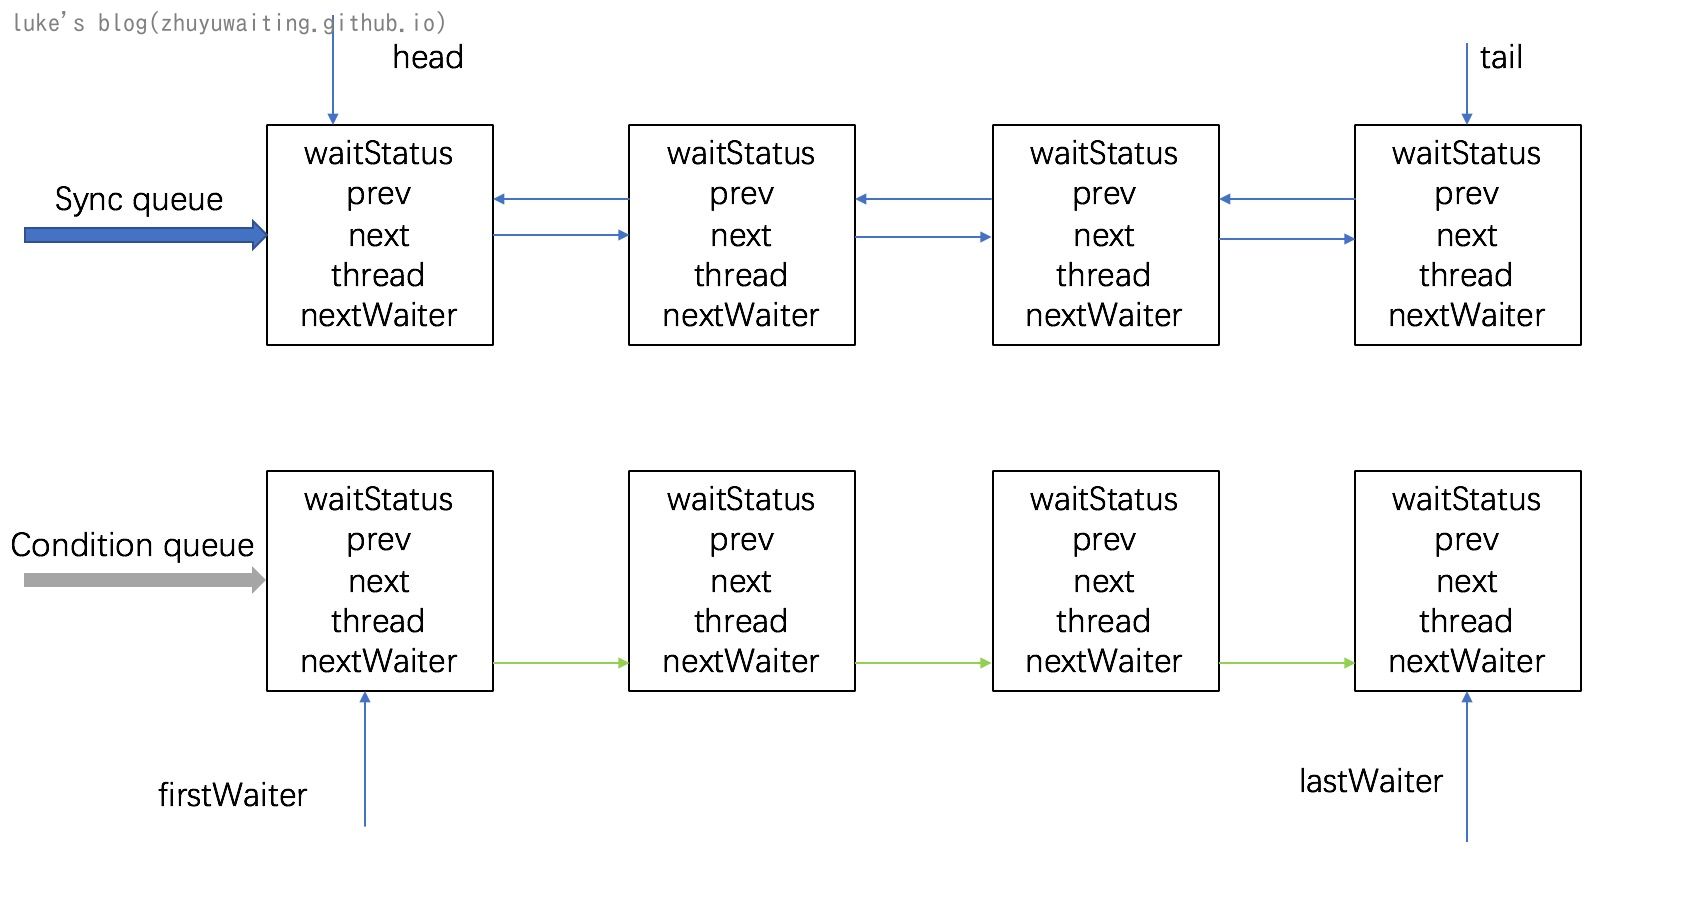 luke's blog(zhuyuwaiting.github.io)
head
tail
waitStatus
prev
next
thread
nextWaiter
waitStatus
prev
next
thread
nextWaiter
waitStatus
prev
next
thread
nextWaiter
waitStatus
prev
next
thread
nextWaiter
Sync queue
Condition queue
waitStatus
prev
next
thread
nextWaiter
waitStatus
prev
next
thread
nextWaiter
waitStatus
prev
next
thread
nextWaiter
waitStatus
prev
next
thread
nextWaiter
firstWaiter
lastWaiter